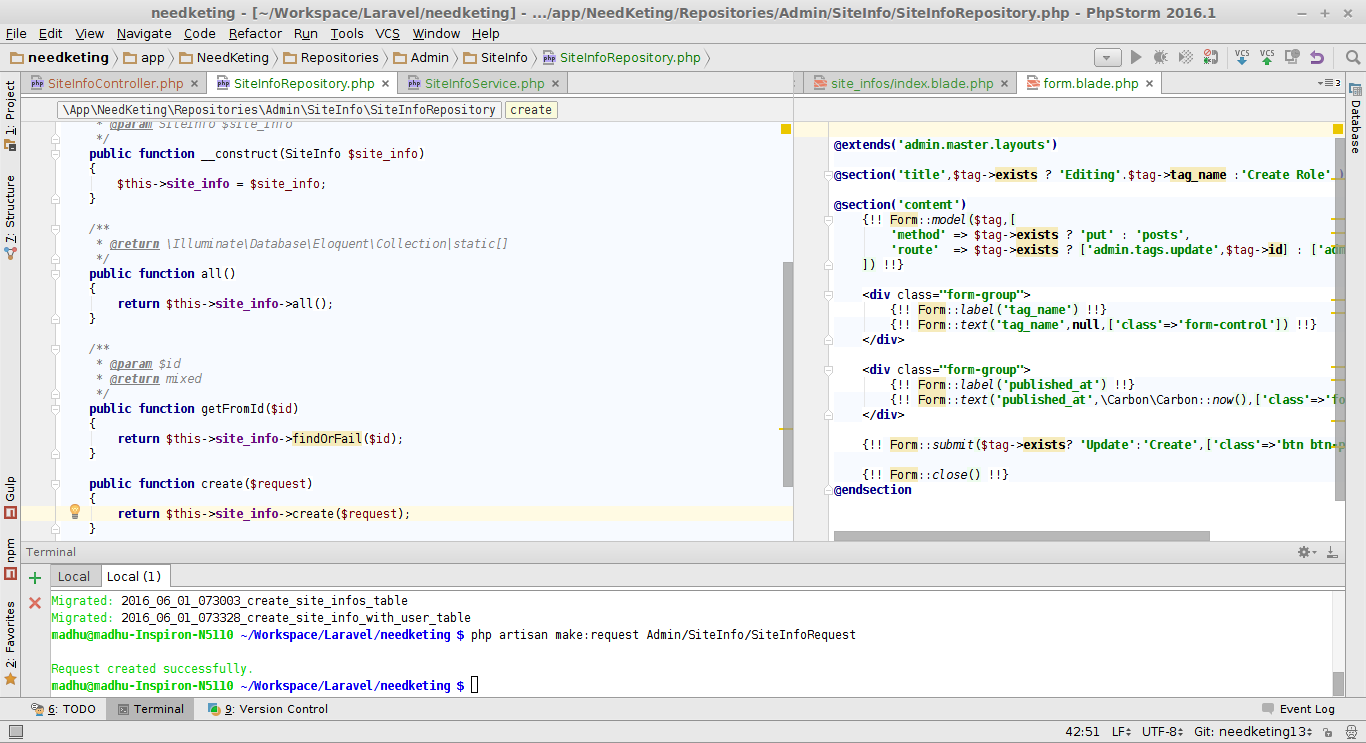 needketing - [~/Workspace/Laravel/needketing] - .../app/NeedKeting/Repositories/Admin/SiteInfo/SiteInfoRepository.php - PhpStorm 2016.1
File Edit View Navigate Code Refactor Run Tools VCS Window Help
needketing app NeedKeting Repositories Admin SiteInfo SiteInfoRepository.php
VCS VCS
SiteInfoController.php SiteInfoRepository.php SiteInfoService.php
\App\NeedKeting\Repositories\Admin\SiteInfo\SiteInfoRepository create
* @param SiteInfo $site_info
*/
public function __construct(SiteInfo $site_info)
{
$this->site_info = $site_info;
}
/**
* @return \Illuminate\Database\Eloquent\Collection|static[]
*/
public function all()
{
return $this->site_info->all();
}
/**
* @param $id
* @return mixed
*/
public function getFromId($id)
{
return $this->site_info->findOrFail($id);
}
public function create($request)
{
return $this->site_info->create($request);
}
site_infos/index.blade.php form.blade.php
3
@extends('admin.master.layouts')
@section('title',$tag->exists ? 'Editing'.$tag->tag_name :'Create Role' )
@section('content')
{!! Form::model($tag,[
'method' => $tag->exists ? 'put' : 'posts',
'route' => $tag->exists ? ['admin.tags.update',$tag->id] : ['adm
]) !!}
<div class="form-group">
{!! Form::label('tag_name') !!}
{!! Form::text('tag_name',null,['class'=>'form-control']) !!}
</div>
<div class="form-group">
{!! Form::label('published_at') !!}
{!! Form::text('published_at',\Carbon\Carbon::now(),['class'=>'fo
</div>
{!! Form::submit($tag->exists? 'Update':'Create',['class'=>'btn btn-p
{!! Form::close() !!}
@endsection
1: Project
7: Structure
Gulp
npm
2: Favorites
Database
Terminal
Local Local (1)
Migrated: 2016_06_01_073003_create_site_infos_table
Migrated: 2016_06_01_073328_create_site_info_with_user_table
madhu@madhu-Inspiron-N5110 ~/Workspace/Laravel/needketing $ php artisan make:request Admin/SiteInfo/SiteInfoRequest
Request created successfully.
madhu@madhu-Inspiron-N5110 ~/Workspace/Laravel/needketing $
6: TODO Terminal 9: Version Control Event Log
42:51 LF UTF-8 Git: needketing13